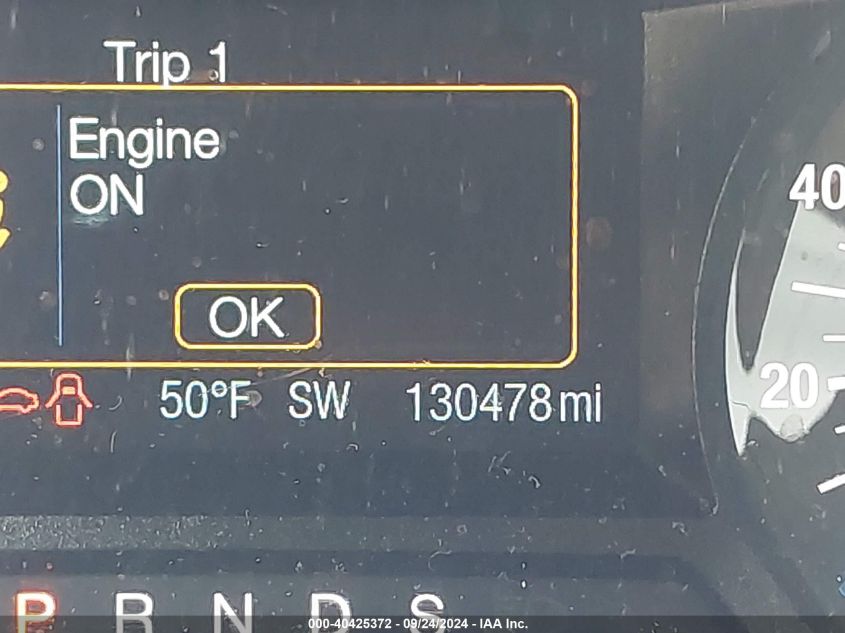 Trip 1
Engine
ON
OK
50°F SW 130478 mi
40
20
P R N D S
000-40425372 - 09/24/2024 - IAA Inc.